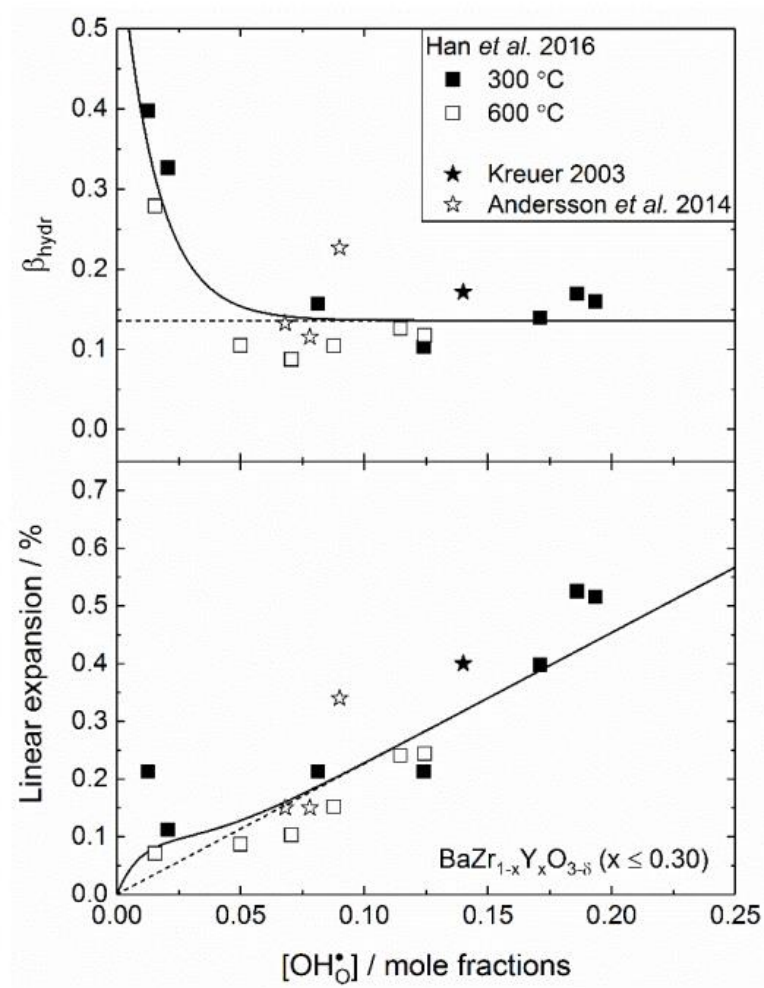 0.5
0.4
0.3
0.2
0.1
0.0
β_hydr
Han et al. 2016
300 °C
600 °C
Kreuer 2003
Andersson et al. 2014
0.7
0.6
0.5
0.4
0.3
0.2
0.1
0.0
Linear expansion / %
BaZr₁₋ₓYₓO₃₋δ (x ≤ 0.30)
0.00 0.05 0.10 0.15 0.20 0.25
[OH•O] / mole fractions